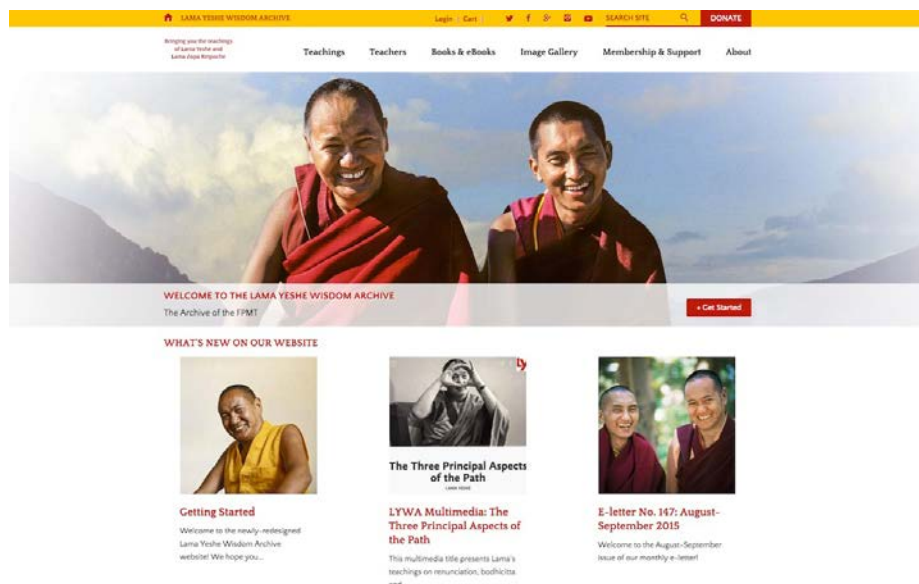 LAMA YESHE WISDOM ARCHIVE
Login | Cart |
SEARCH SITE
DONATE
Bringing you the teachings
of Lama Yeshe and
Lama Zopa Rinpoche
Teachings
Teachers
Books & eBooks
Image Gallery
Membership & Support
About
WELCOME TO THE LAMA YESHE WISDOM ARCHIVE
The Archive of the FPMT
+ Get Started
WHAT'S NEW ON OUR WEBSITE
Ly
The Three Principal Aspects
of the Path
LAMA YESHE
Getting Started
Welcome to the newly-redesigned
Lama Yeshe Wisdom Archive
website! We hope you...
LYWA Multimedia: The
Three Principal Aspects of
the Path
This multimedia title presents Lama's
teachings on renunciation, bodhicitta
and
E-letter No. 147: August-
September 2015
Welcome to the August-September
issue of our monthly e-letter!